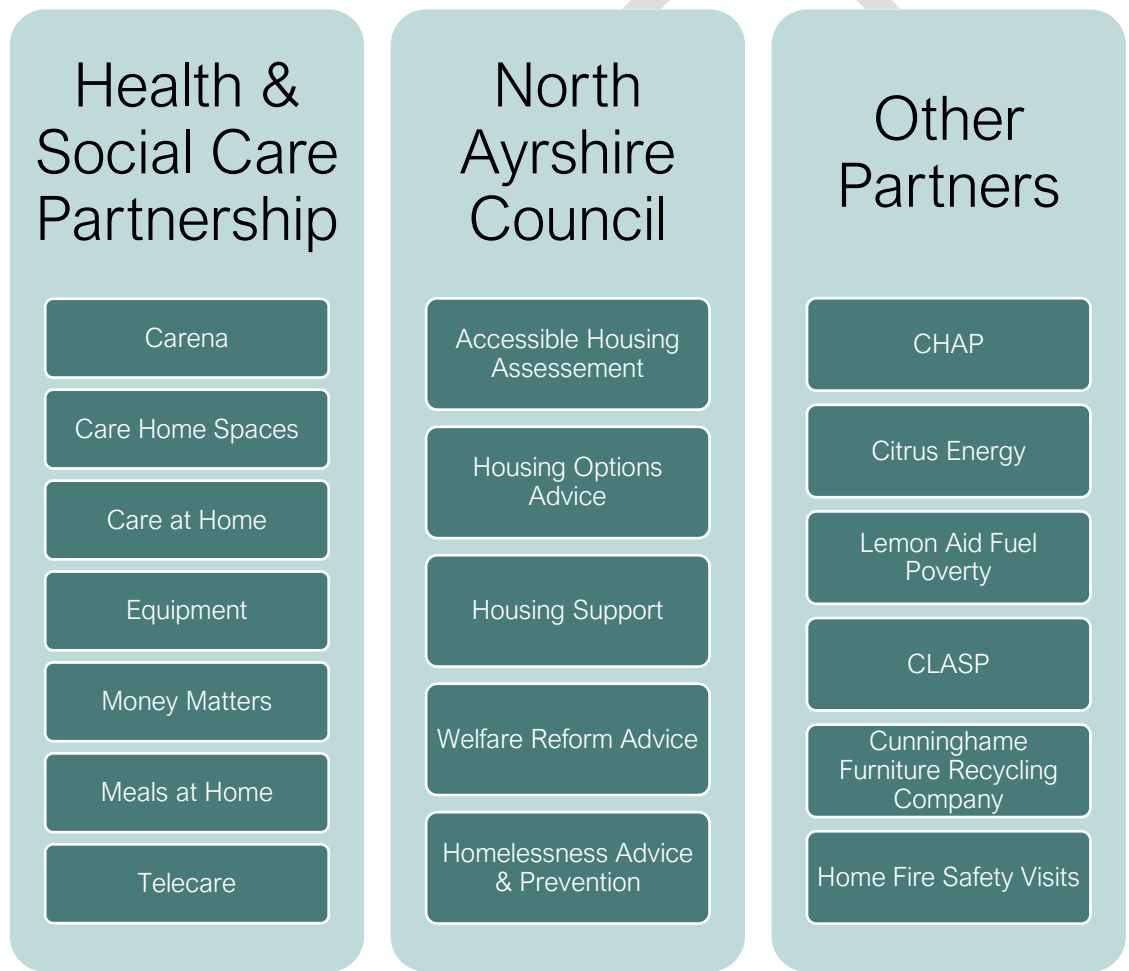 Health &
Social Care
Partnership
Carena
Care Home Spaces
Care at Home
Equipment
Money Matters
Meals at Home
Telecare
North
Ayrshire
Council
Accessible Housing
Assessement
Housing Options
Advice
Housing Support
Welfare Reform Advice
Homelessness Advice
& Prevention
Other
Partners
CHAP
Citrus Energy
Lemon Aid Fuel
Poverty
CLASP
Cunninghame
Furniture Recycling
Company
Home Fire Safety Visits